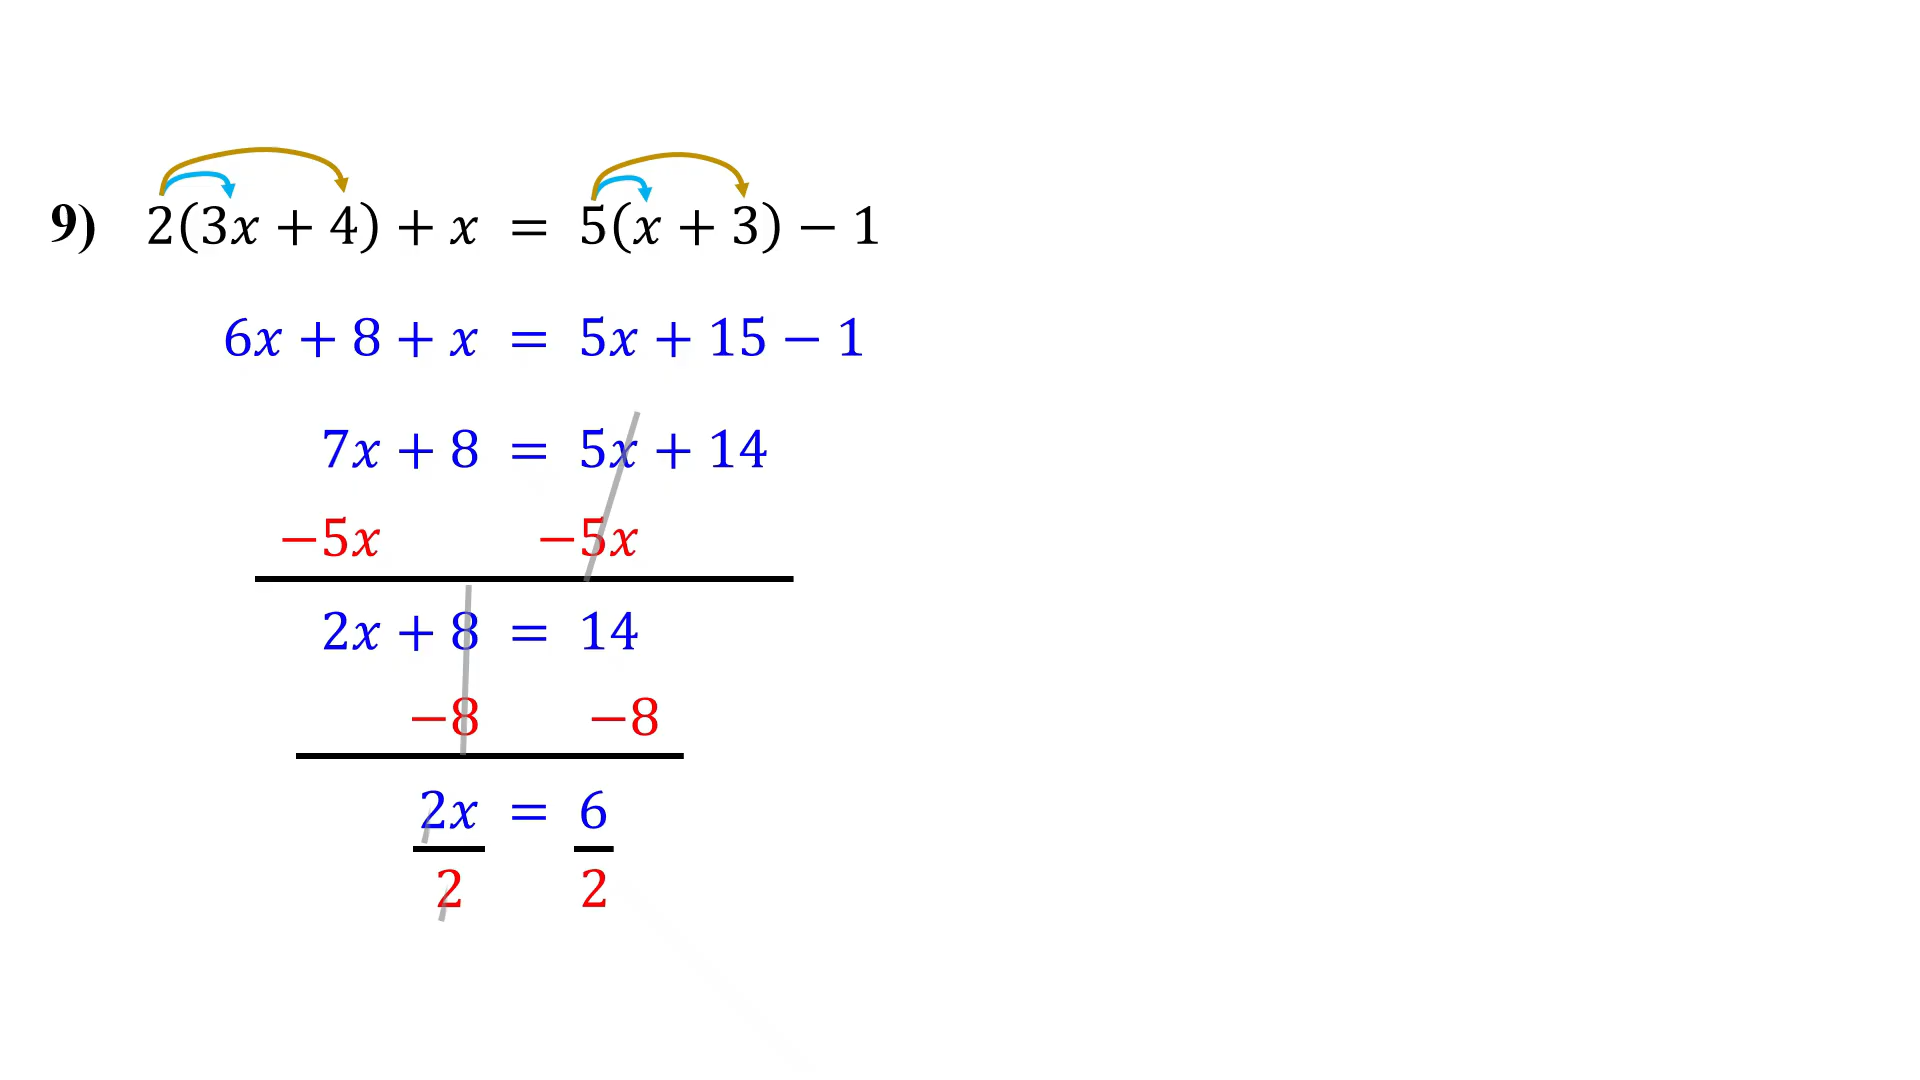 9) 2(3x + 4) + x = 5(x + 3) − 1
6x + 8 + x = 5x + 15 − 1
7x + 8 = 5x + 14
−5x −5x
2x + 8 = 14
−8 −8
2x = 6
2 2